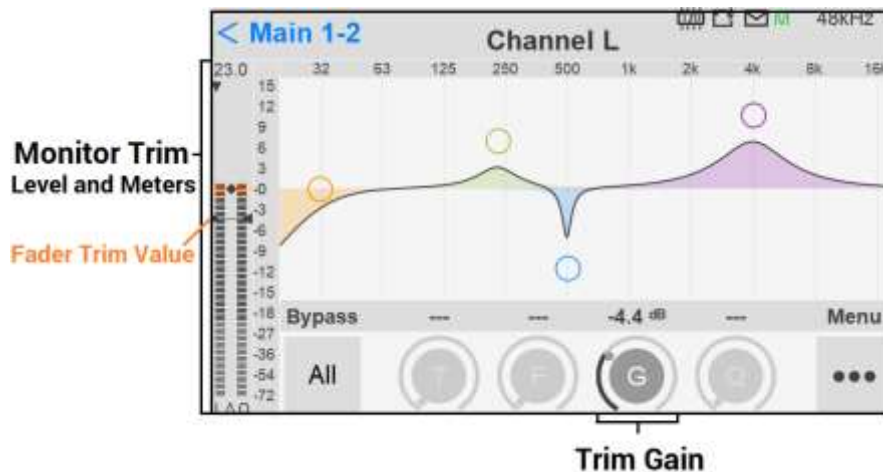 < Main 1-2
Channel L
M
48kHz
23.0
32
63
125
250
500
1k
2k
4k
8k
15
12
9
6
3
-0
-3
-6
-9
-12
-15
-18
-27
-36
-54
-72
Monitor Trim
Level and Meters
Fader Trim Value
Bypass --- --- -4.4 dB --- Menu
All T F G Q
Trim Gain